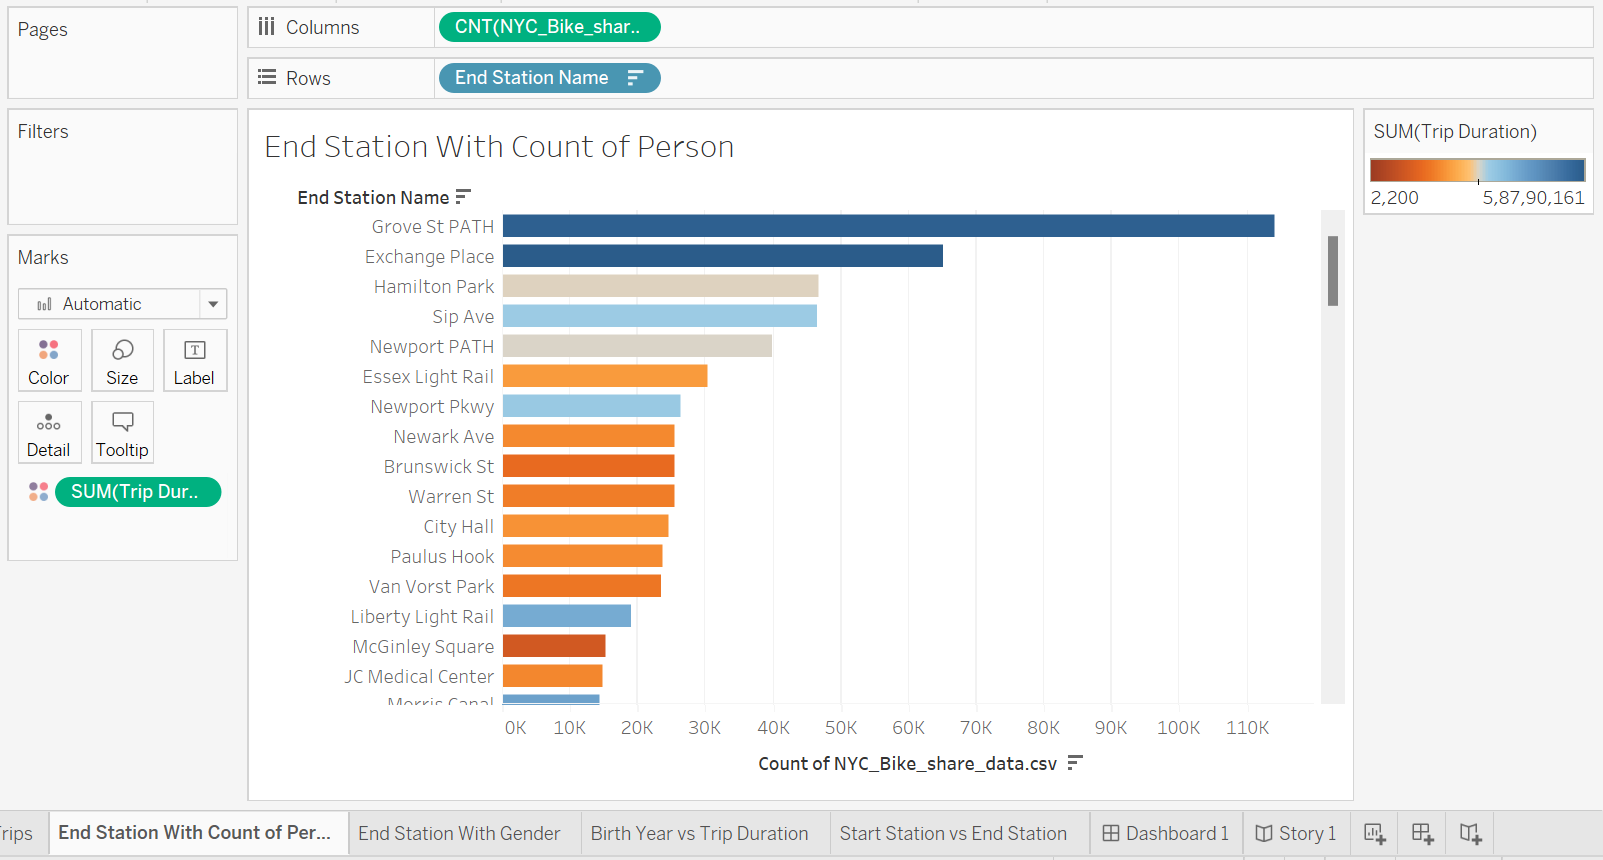 Pages
Columns
CNT(NYC_Bike_shar..
Rows
End Station Name
Filters
Marks
Automatic
Color
Size
Label
Detail
Tooltip
SUM(Trip Dur..
End Station With Count of Person
End Station Name
Grove St PATH
Exchange Place
Hamilton Park
Sip Ave
Newport PATH
Essex Light Rail
Newport Pkwy
Newark Ave
Brunswick St
Warren St
City Hall
Paulus Hook
Van Vorst Park
Liberty Light Rail
McGinley Square
JC Medical Center
Morris Canal
0K 10K 20K 30K 40K 50K 60K 70K 80K 90K 100K 110K
Count of NYC_Bike_share_data.csv
SUM(Trip Duration)
2,200 5,87,90,161
rips
End Station With Count of Per...
End Station With Gender
Birth Year vs Trip Duration
Start Station vs End Station
Dashboard 1
Story 1